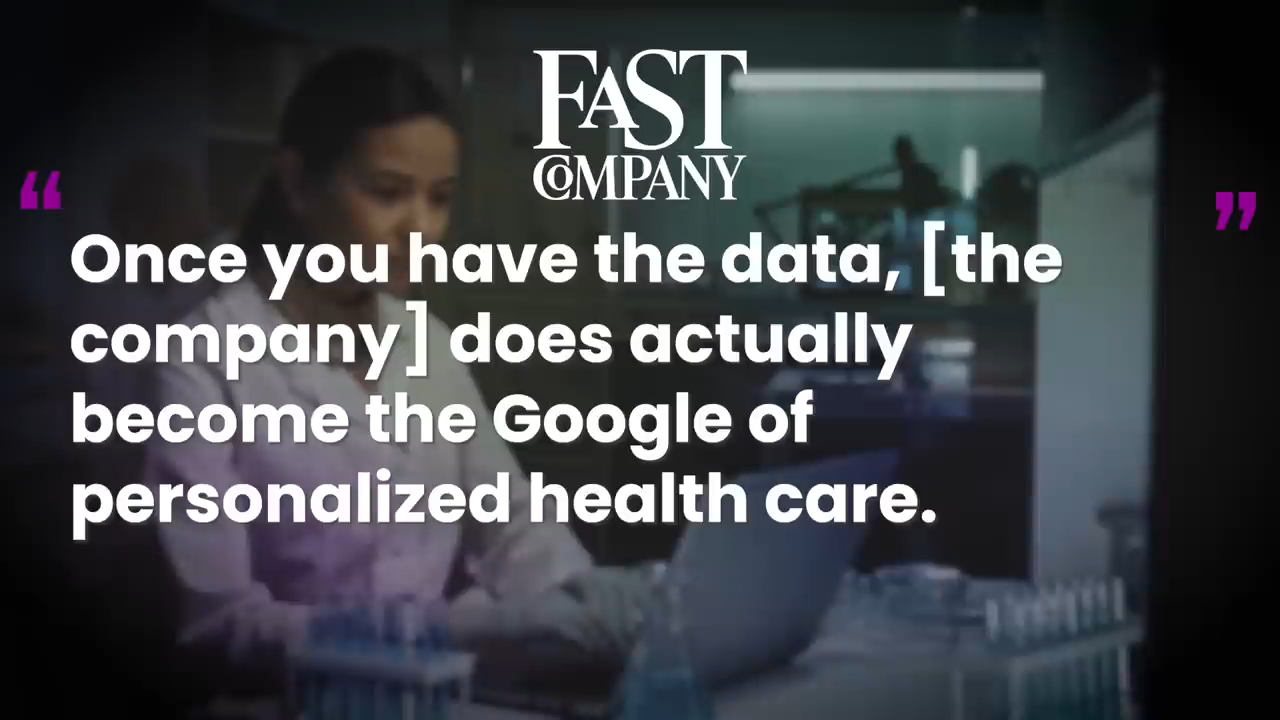 FAST
COMPANY
“ ”
Once you have the data, [the
company] does actually
become the Google of
personalized health care.